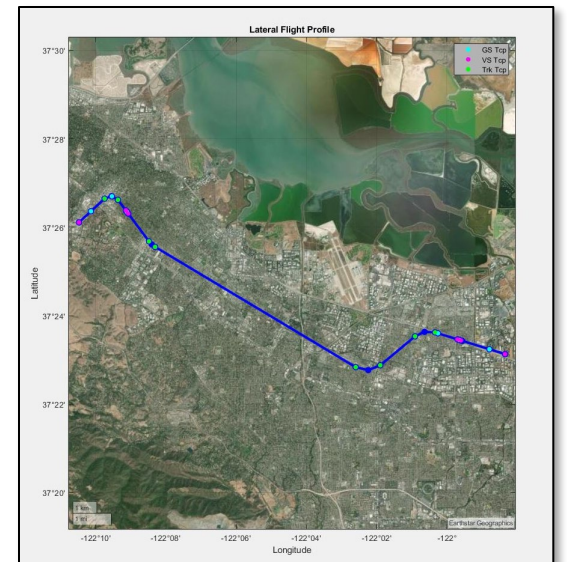 Lateral Flight Profile
GS Tcp
VS Tcp
Trk Tcp
37°30'
37°28'
37°26'
37°24'
37°22'
37°20'
Latitude
1 km
1 mi
Earthstar Geographics
-122°10' -122°08' -122°06' -122°04' -122°02' -122°
Longitude